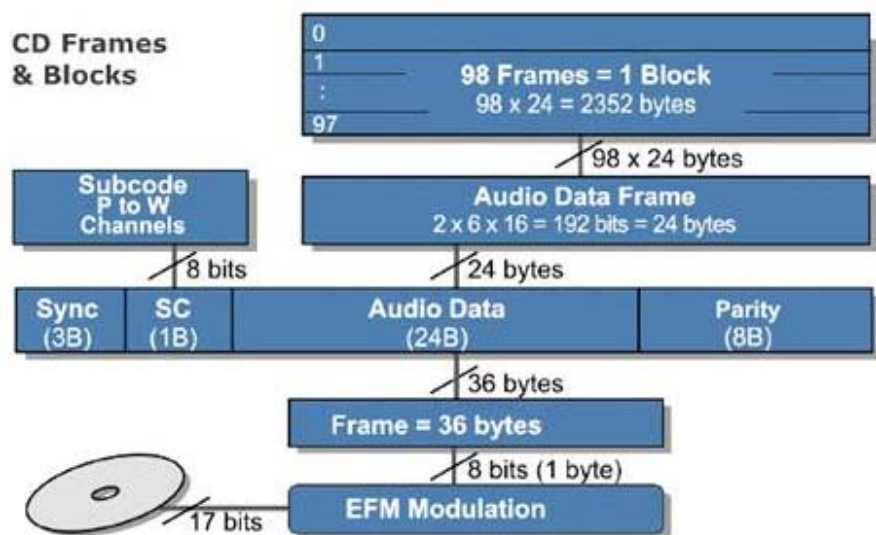 CD Frames
& Blocks
0
1
:
97
98 Frames = 1 Block
98 x 24 = 2352 bytes
98 x 24 bytes
Subcode
P to W
Channels
Audio Data Frame
2 x 6 x 16 = 192 bits = 24 bytes
8 bits
24 bytes
Sync
(3B)
SC
(1B)
Audio Data
(24B)
Parity
(8B)
36 bytes
Frame = 36 bytes
8 bits (1 byte)
EFM Modulation
17 bits